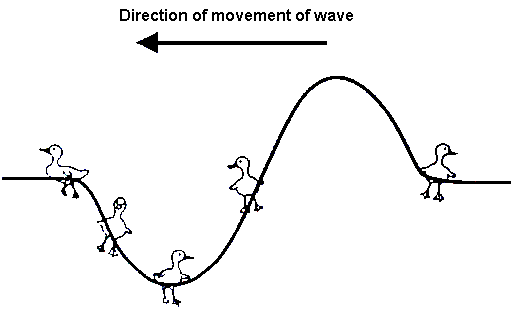 Direction of movement of wave